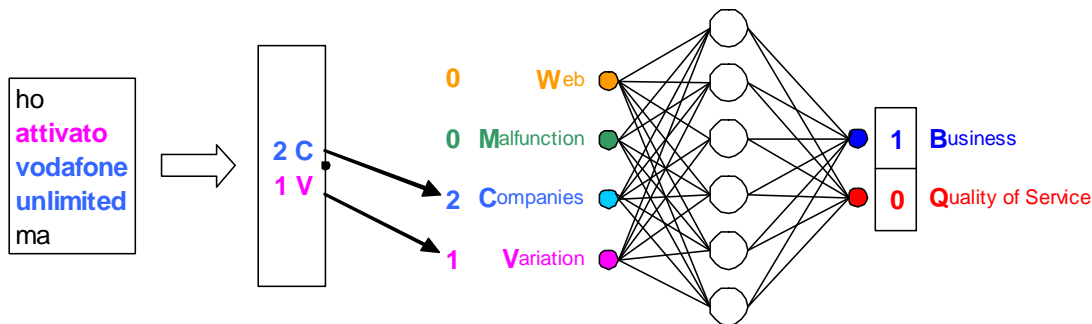 ho
attivato
vodafone
unlimited
ma
2 C
1 V
0 Web
0 Malfunction
2 Companies
1 Variation
1 Business
0 Quality of Service